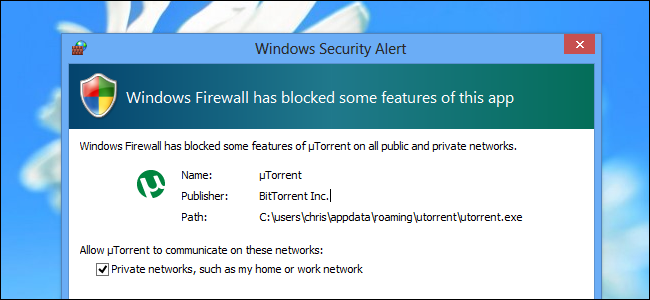 Windows Security Alert
Windows Firewall has blocked some features of this app
Windows Firewall has blocked some features of µTorrent on all public and private networks.
Name: µTorrent
Publisher: BitTorrent Inc.
Path: C:\users\chris\appdata\roaming\utorrent\utorrent.exe
Allow µTorrent to communicate on these networks:
Private networks, such as my home or work network